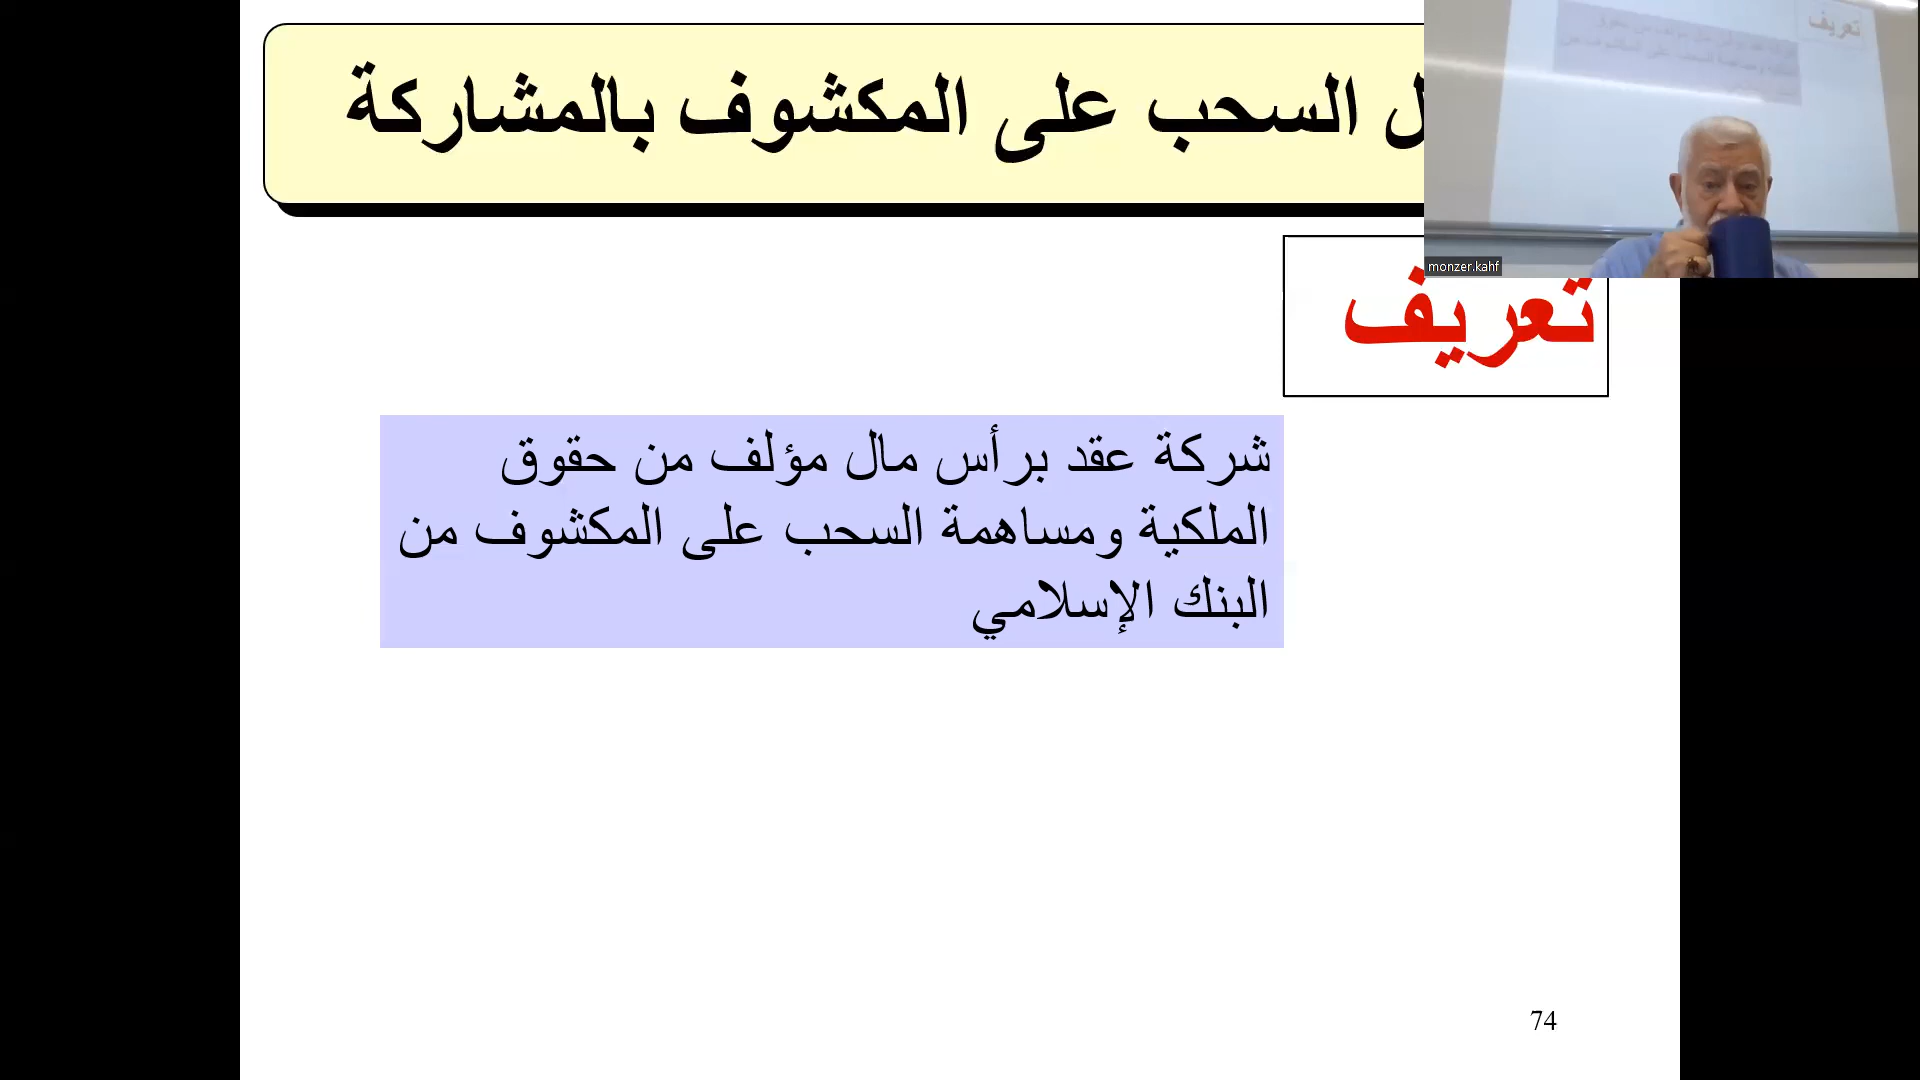 السحب على المكشوف بالمشاركة
monzer.kahf
تعريف
تعريف
شركة عقد برأس مال مؤلف من حقوق
الملكية ومساهمة السحب على المكشوف من
البنك الإسلامي
74